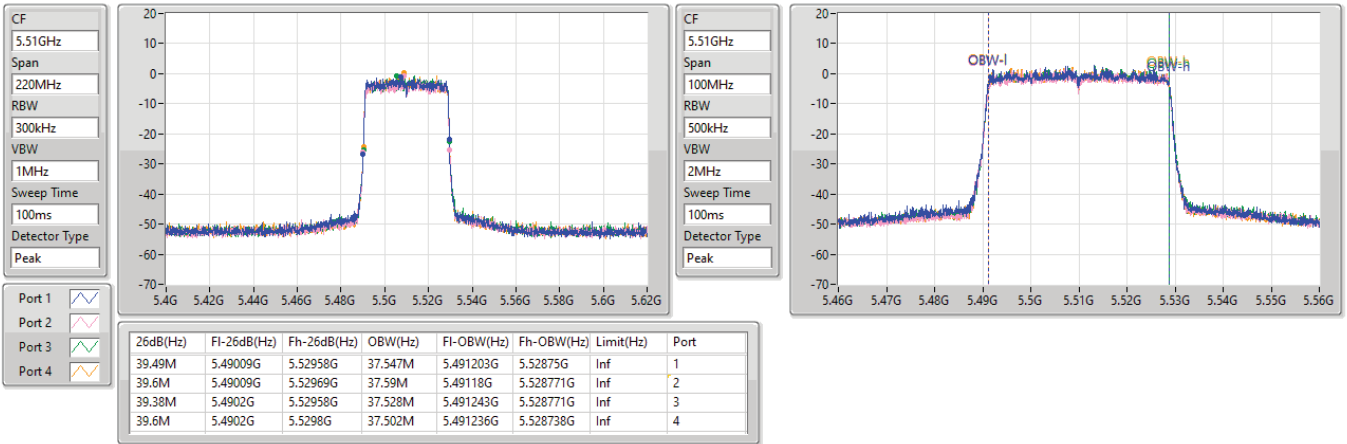 CF
5.51GHz
Span
220MHz
RBW
300kHz
VBW
1MHz
Sweep Time
100ms
Detector Type
Peak
20
10
0
-10
-20
-30
-40
-50
-60
-70
5.4G 5.42G 5.44G 5.46G 5.48G 5.5G 5.52G 5.54G 5.56G 5.58G 5.6G 5.62G
CF
5.51GHz
Span
100MHz
RBW
500kHz
VBW
2MHz
Sweep Time
100ms
Detector Type
Peak
20
10
0
-10
-20
-30
-40
-50
-60
-70
OBW-l
OBW-h
5.46G 5.47G 5.48G 5.49G 5.5G 5.51G 5.52G 5.53G 5.54G 5.55G 5.56G
Port 1
Port 2
Port 3
Port 4
26dB(Hz) Fl-26dB(Hz) Fh-26dB(Hz) OBW(Hz) Fl-OBW(Hz) Fh-OBW(Hz) Limit(Hz) Port
39.49M 5.49009G 5.52958G 37.547M 5.491203G 5.52875G Inf 1
39.6M 5.49009G 5.52969G 37.59M 5.49118G 5.528771G Inf 2
39.38M 5.4902G 5.52958G 37.528M 5.491243G 5.528771G Inf 3
39.6M 5.4902G 5.5298G 37.502M 5.491236G 5.528738G Inf 4